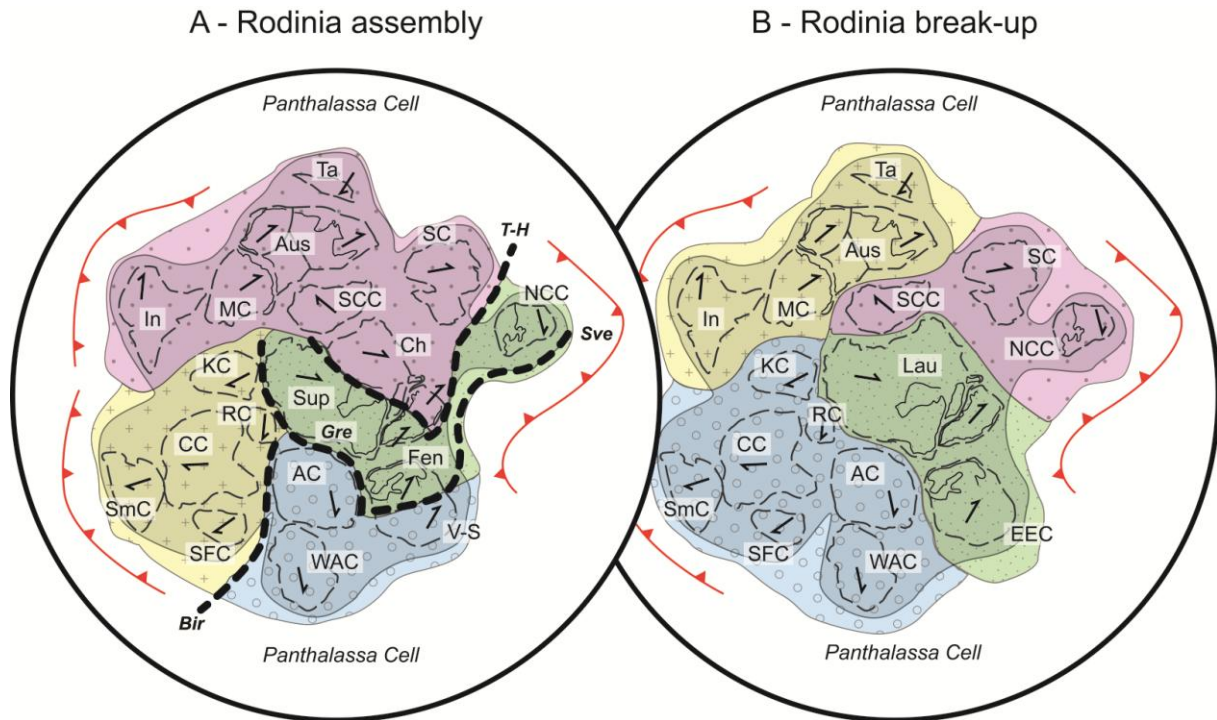 A - Rodinia assembly
Panthalassa Cell
Ta
Aus
SC
T-H
NCC
In
MC
SCC
Sve
Ch
KC
Sup
RC
Gre
CC
AC
Fen
SmC
V-S
SFC
WAC
Bir
Panthalassa Cell
B - Rodinia break-up
Panthalassa Cell
Ta
Aus
SC
In
MC
SCC
NCC
KC
Lau
RC
CC
AC
SmC
EEC
SFC
WAC
Panthalassa Cell